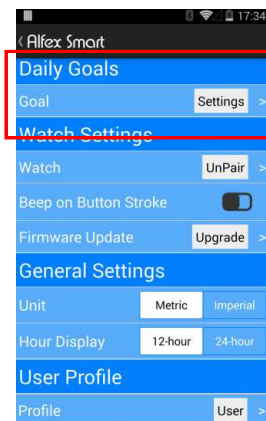 17:34
‹ Alfex Smart
Daily Goals
Goal Settings >
Watch Settings
Watch UnPair >
Beep on Button Stroke
Firmware Update Upgrade >
General Settings
Unit Metric Imperial
Hour Display 12-hour 24-hour
User Profile
Profile User >